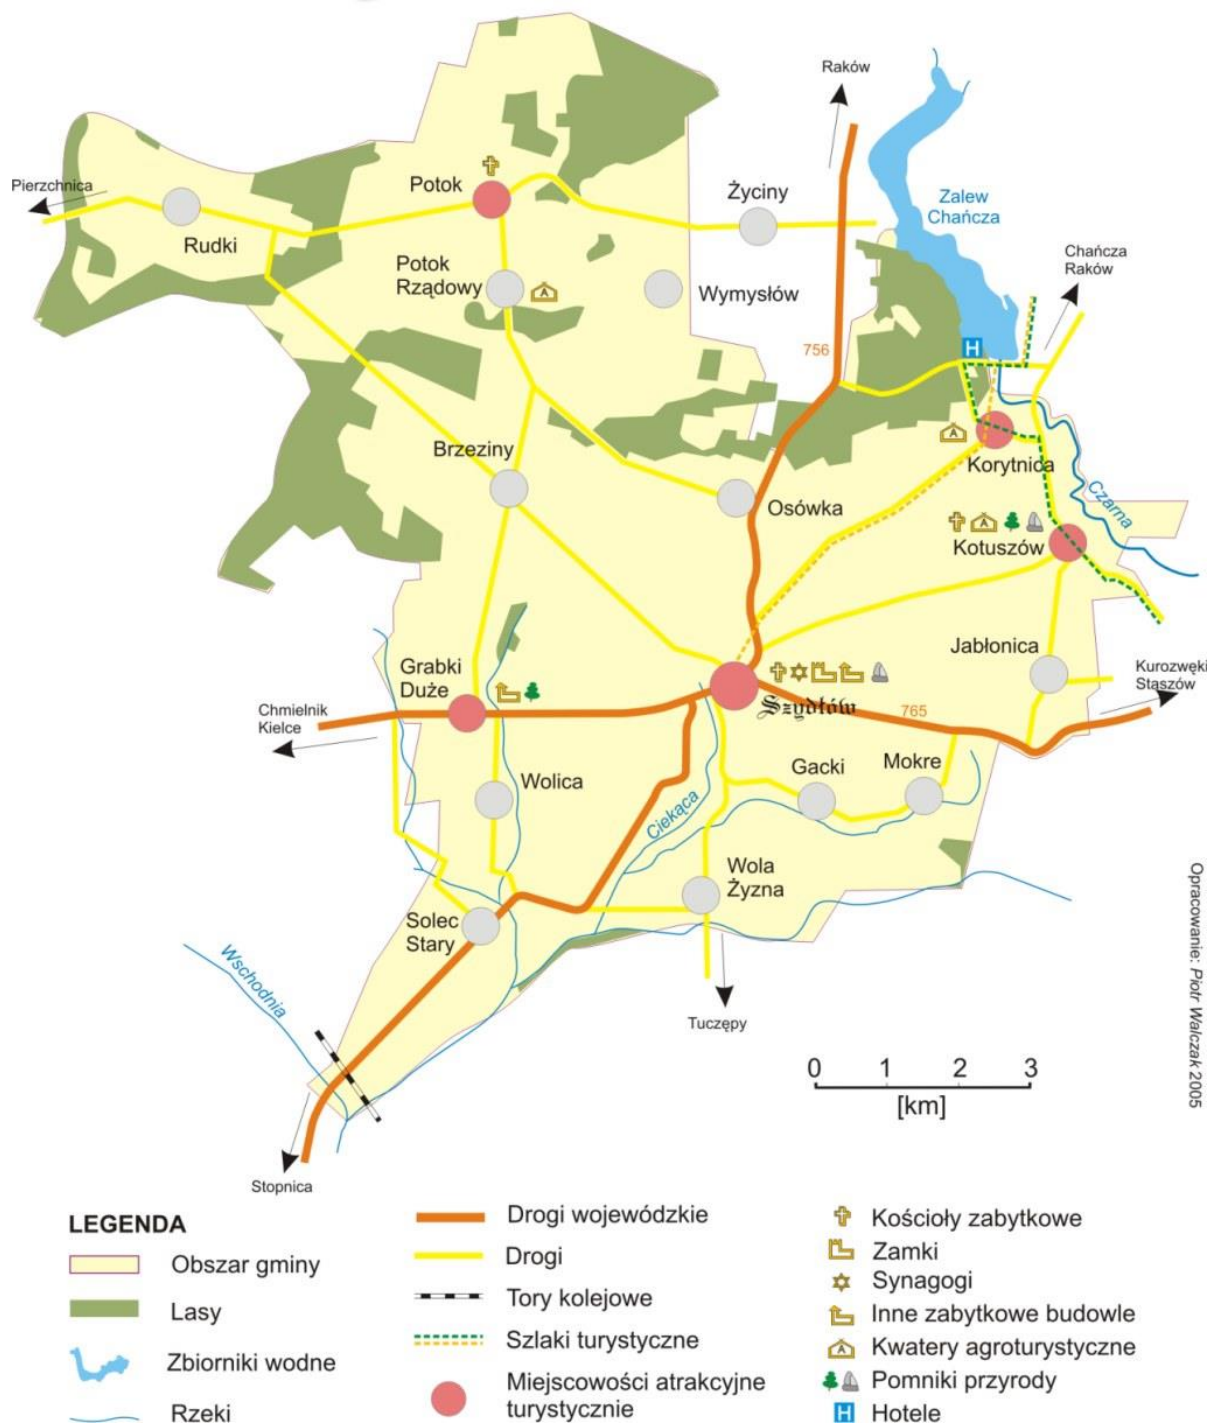 Raków
Pierzchnica
Potok
Życiny
Zalew
Chańcza
Rudki
Chańcza
Raków
Potok
Rządowy
Wymysłów
756
H
Brzeziny
Korytnica
Osówka
Czarna
Kotuszów
Jabłonica
Grabki
Duże
Kurozwęki
Staszów
Szydłów
765
Chmielnik
Kielce
Wolica
Gacki
Mokre
Ciekąca
Wola
Żyzna
Solec
Stary
Wschodnia
Tuczępy
Opracowanie: Piotr Walczak 2005
0 1 2 3
[km]
Stopnica
LEGENDA
Obszar gminy
Lasy
Zbiorniki wodne
Rzeki
Drogi wojewódzkie
Drogi
Tory kolejowe
Szlaki turystyczne
Miejscowości atrakcyjne
turystycznie
Kościoły zabytkowe
Zamki
Synagogi
Inne zabytkowe budowle
A Kwatery agroturystyczne
Pomniki przyrody
H Hotele